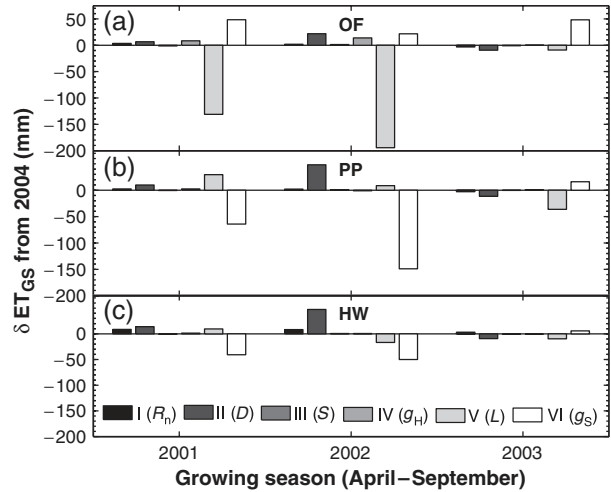 (a) OF
50
0
−50
−100
−150
−200
(b) PP
0
−50
−100
−150
−200
(c) HW
0
−50
−100
−150
−200
δ ET_GS from 2004 (mm)
I (R_n) II (D) III (S) IV (g_H) V (L) VI (g_S)
2001 2002 2003
Growing season (April–September)